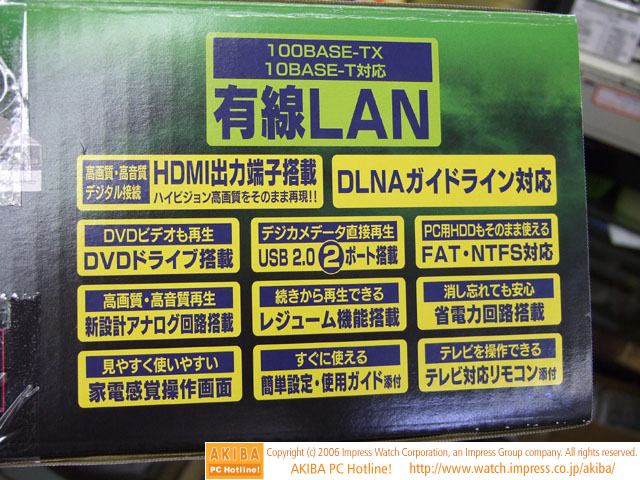 100BASE-TX
10BASE-T対応
有線LAN
高画質・高音質
デジタル接続
HDMI出力端子搭載
ハイビジョン高画質をそのまま再現!!
DLNAガイドライン対応
DVDビデオも再生
DVDドライブ搭載
デジカメデータ直接再生
USB 2.0 2ポート搭載
PC用HDDもそのまま使える
FAT・NTFS対応
高画質・高音質再生
新設計アナログ回路搭載
続きから再生できる
レジューム機能搭載
消し忘れても安心
省電力回路搭載
見やすく使いやすい
家電感覚操作画面
すぐに使える
簡単設定・使用ガイド添付
テレビを操作できる
テレビ対応リモコン添付
AKIBA
PC Hotline!
Copyright (c) 2006 Impress Watch Corporation, an Impress Group company. All rights reserved.
AKIBA PC Hotline! http://www.watch.impress.co.jp/akiba/